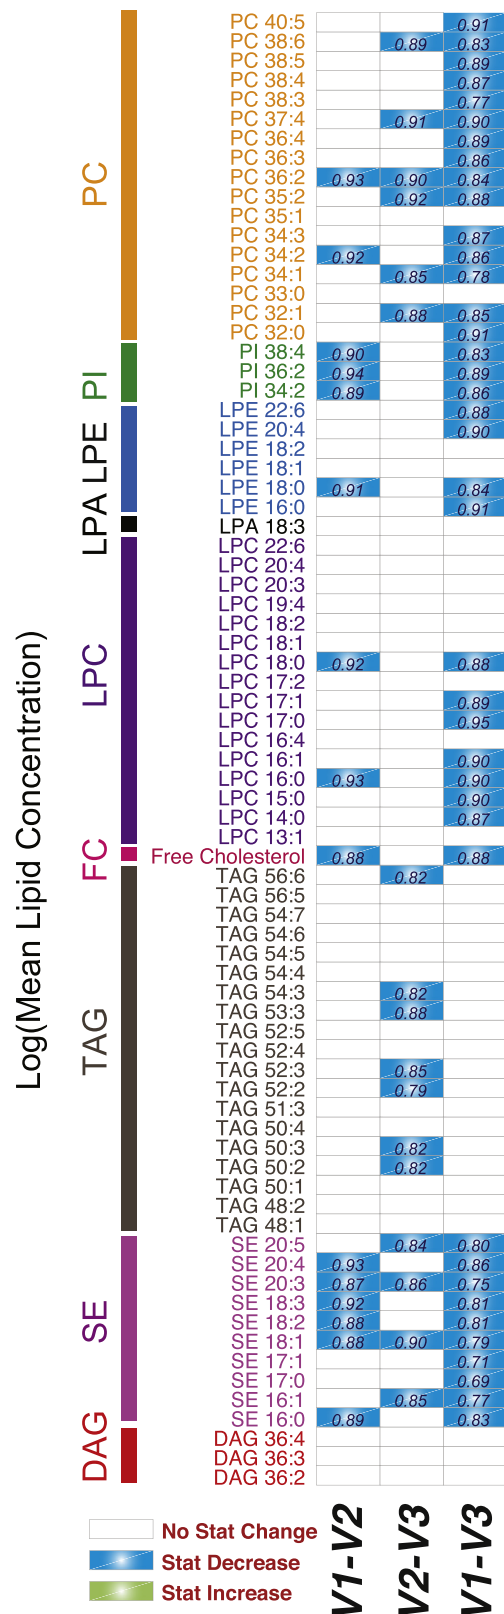 PC 40:5 0.91
PC 38:6 0.89 0.83
PC 38:5 0.89
PC 38:4 0.87
PC 38:3 0.77
PC 37:4 0.91 0.90
PC 36:4 0.89
PC 36:3 0.86
PC 36:2 0.93 0.90 0.84
PC 35:2 0.92 0.88
PC 35:1
PC 34:3 0.87
PC 34:2 0.92 0.86
PC 34:1 0.85 0.78
PC 33:0
PC 32:1 0.88 0.85
PC 32:0 0.91
PI 38:4 0.90 0.83
PI 36:2 0.94 0.89
PI 34:2 0.89 0.86
LPE 22:6 0.88
LPE 20:4 0.90
LPE 18:2
LPE 18:1
LPE 18:0 0.91 0.84
LPE 16:0 0.91
LPA 18:3
LPC 22:6
LPC 20:4
LPC 20:3
LPC 19:4
LPC 18:2
LPC 18:1
LPC 18:0 0.92 0.88
LPC 17:2
LPC 17:1 0.89
LPC 17:0 0.95
LPC 16:4
LPC 16:1 0.90
LPC 16:0 0.93 0.90
LPC 15:0 0.90
LPC 14:0 0.87
LPC 13:1
Free Cholesterol 0.88 0.88
TAG 56:6 0.82
TAG 56:5
TAG 54:7
TAG 54:6
TAG 54:5
TAG 54:4
TAG 54:3 0.82
TAG 53:3 0.88
TAG 52:5
TAG 52:4
TAG 52:3 0.85
TAG 52:2 0.79
TAG 51:3
TAG 50:4
TAG 50:3 0.82
TAG 50:2 0.82
TAG 50:1
TAG 48:2
TAG 48:1
SE 20:5 0.84 0.80
SE 20:4 0.93 0.86
SE 20:3 0.87 0.86 0.75
SE 18:3 0.92 0.81
SE 18:2 0.88 0.81
SE 18:1 0.88 0.90 0.79
SE 17:1 0.71
SE 17:0 0.69
SE 16:1 0.85 0.77
SE 16:0 0.89 0.83
DAG 36:4
DAG 36:3
DAG 36:2
PC
PI
LPE
LPA
LPC
FC
TAG
SE
DAG
Log(Mean Lipid Concentration)
V1-V2
V2-V3
V1-V3
No Stat Change
Stat Decrease
Stat Increase